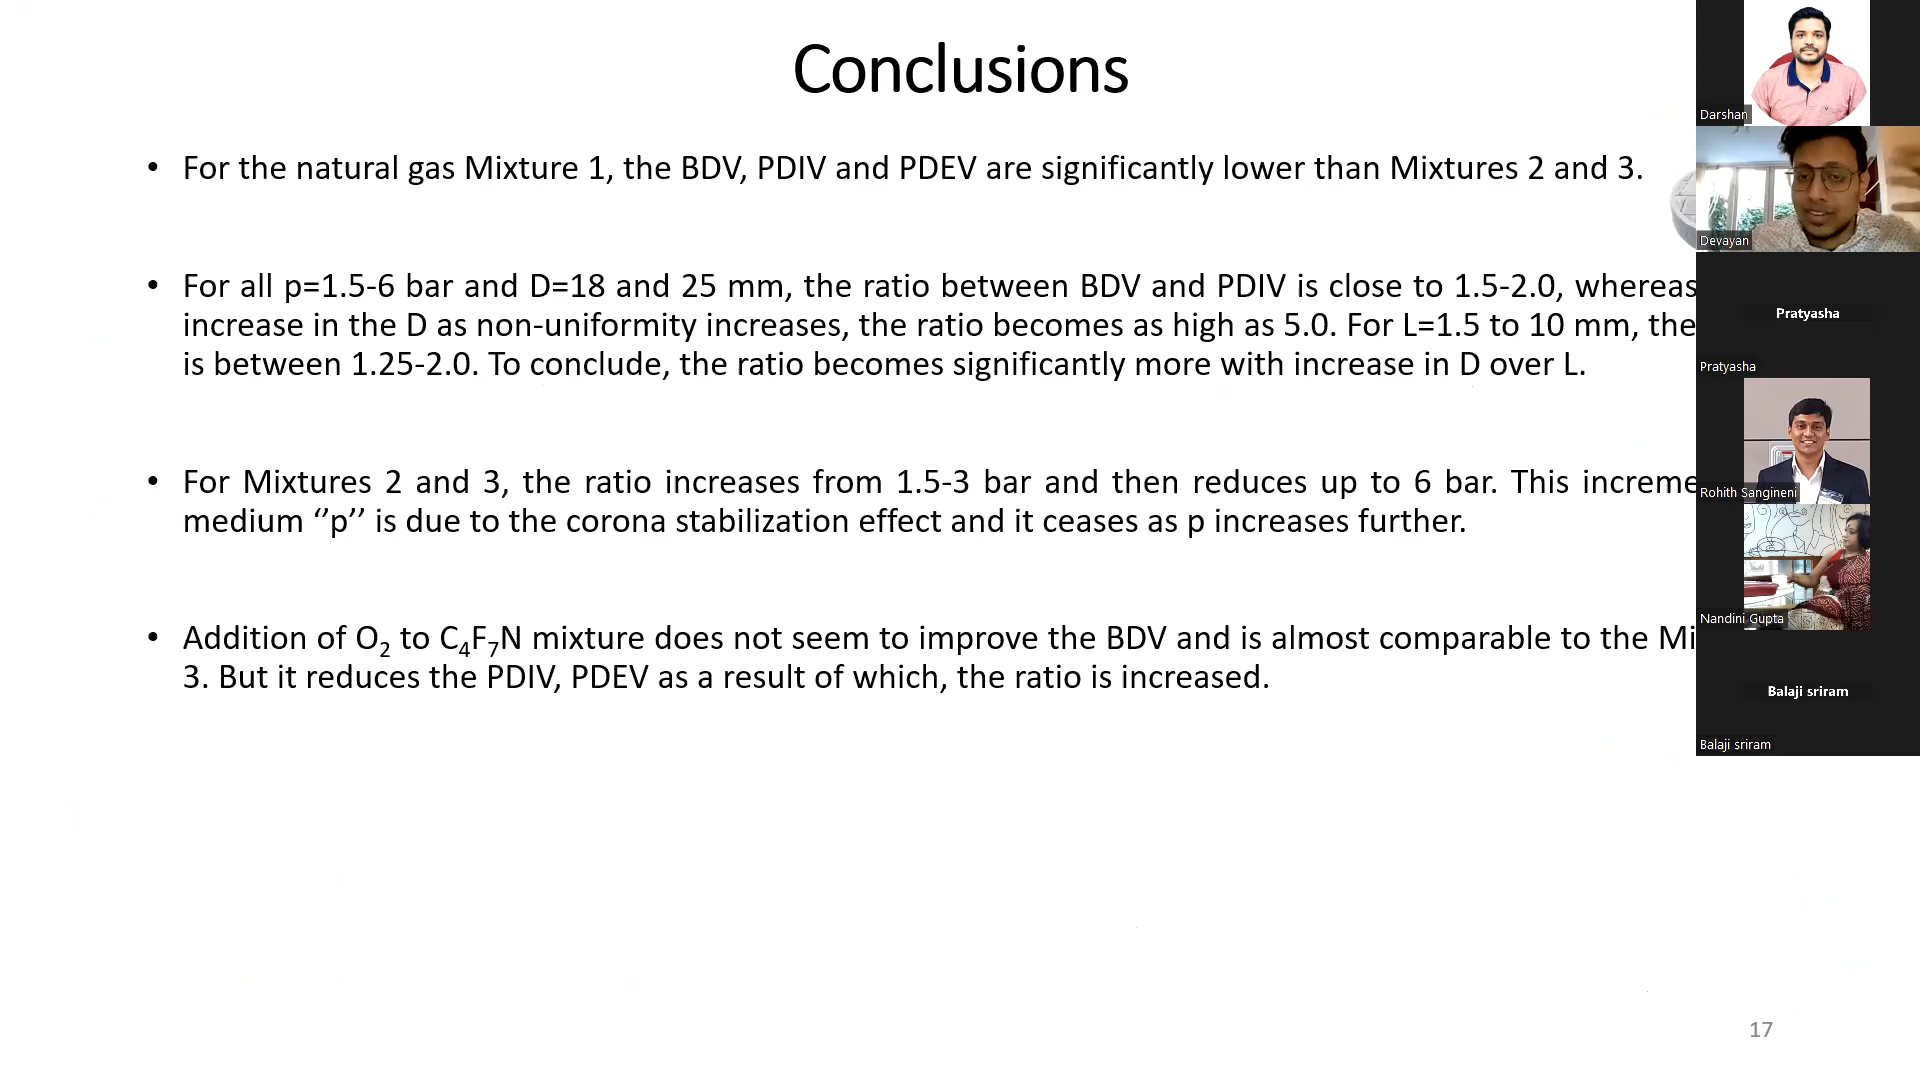 Conclusions
• For the natural gas Mixture 1, the BDV, PDIV and PDEV are significantly lower than Mixtures 2 and 3.
• For all p=1.5-6 bar and D=18 and 25 mm, the ratio between BDV and PDIV is close to 1.5-2.0, whereas
increase in the D as non-uniformity increases, the ratio becomes as high as 5.0. For L=1.5 to 10 mm, the
is between 1.25-2.0. To conclude, the ratio becomes significantly more with increase in D over L.
• For Mixtures 2 and 3, the ratio increases from 1.5-3 bar and then reduces up to 6 bar. This
medium ‘’p’’ is due to the corona stabilization effect and it ceases as p increases further.
• Addition of O₂ to C₄F₇N mixture does not seem to improve the BDV and is almost comparable to the
3. But it reduces the PDIV, PDEV as a result of which, the ratio is increased.
17
Darshan
Devayan
Pratyasha
Pratyasha
Rohith Sangineni
Nandini Gupta
Balaji sriram
Balaji sriram